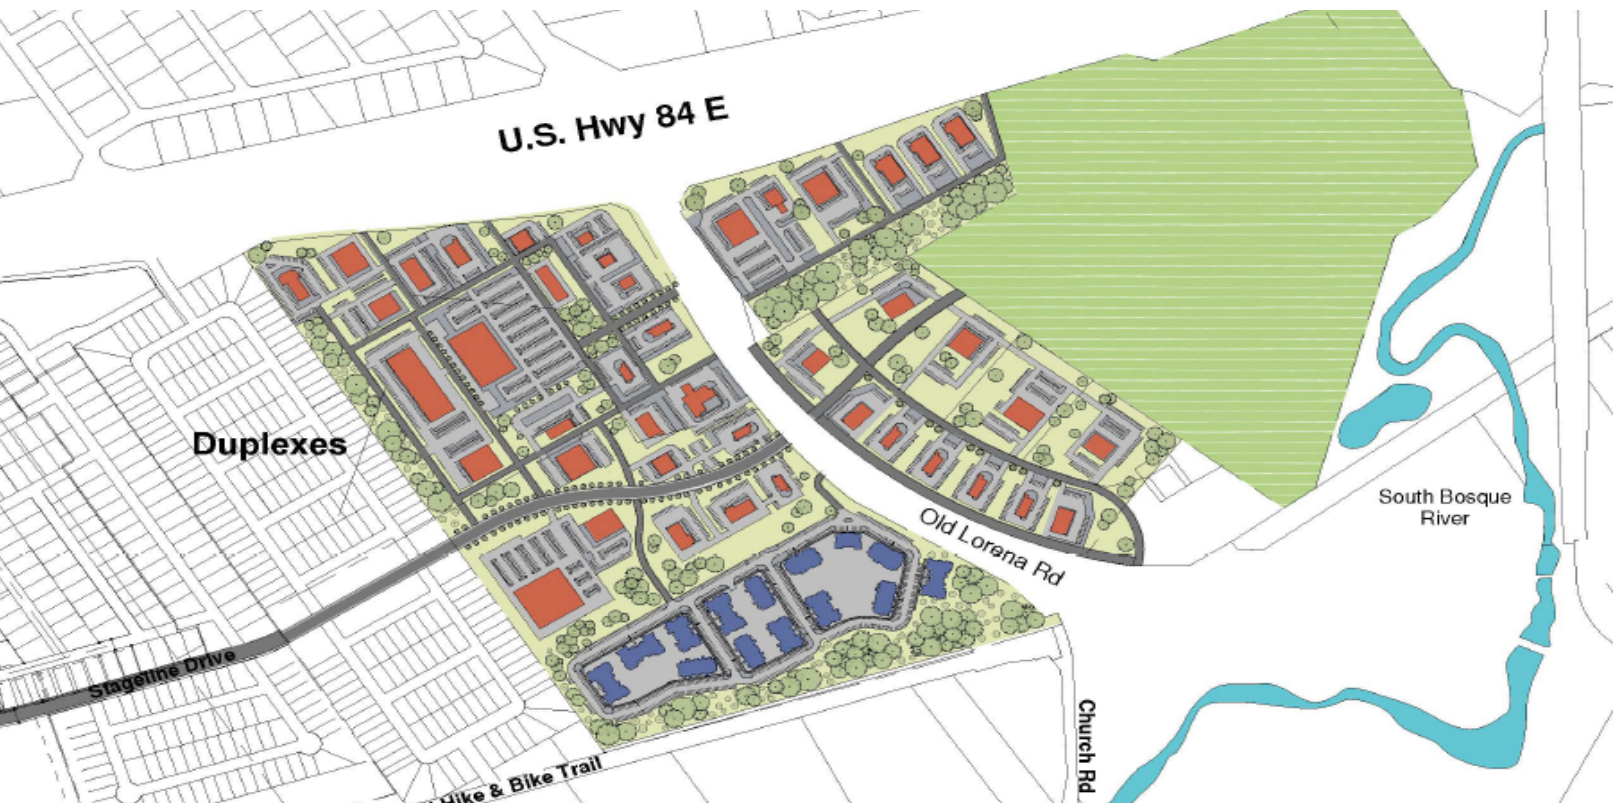 U.S. Hwy 84 E
Duplexes
South Bosque
River
Old Lorena Rd
Stageline Drive
Church Rd
Hike & Bike Trail